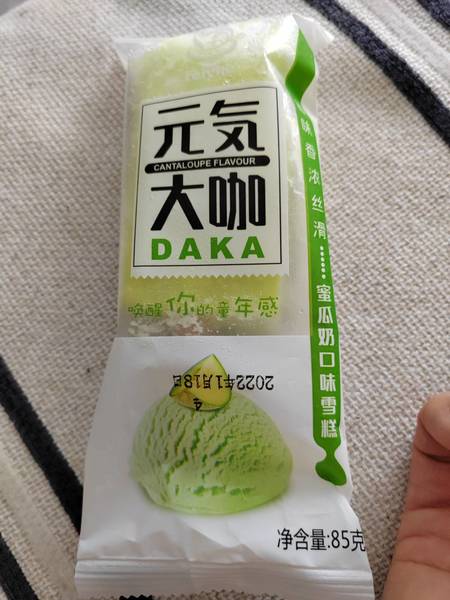 元気
CANTALOUPE FLAVOUR
大咖
DAKA
唤醒你的童年感
味香浓丝滑……蜜瓜奶口味雪糕
2022年1月18日
4
净含量:85克